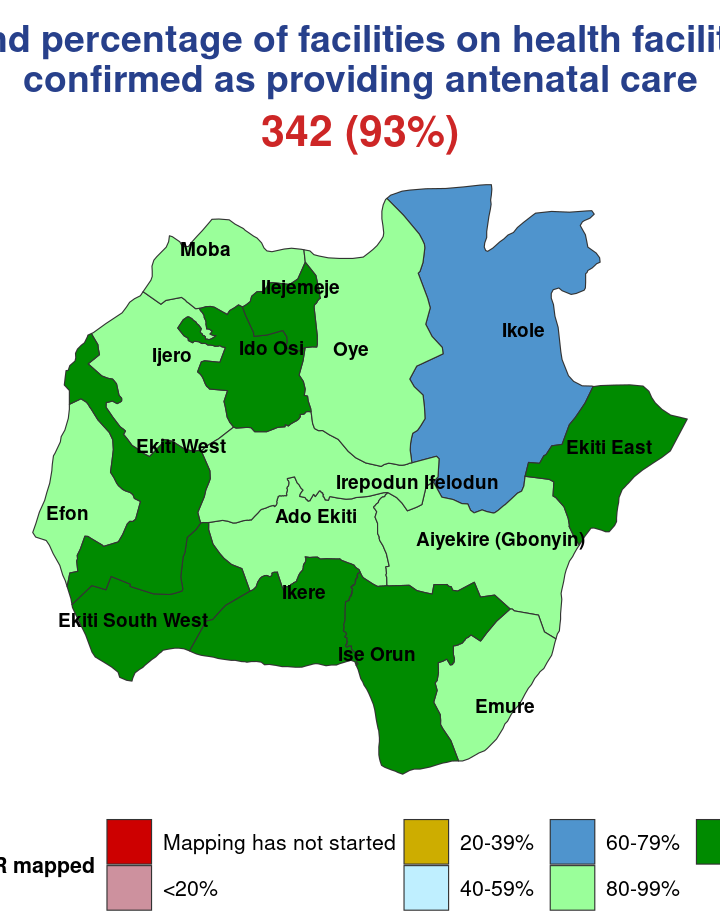 percentage of facilities on health
confirmed as providing antenatal care
342 (93%)
Moba
Ilejemeje
Ikole
Ijero
Ido Osi
Oye
Ekiti West
Ekiti East
Irepodun Ifelodun
Efon
Ado Ekiti
Aiyekire (Gbonyin)
Ikere
Ekiti South West
Ise Orun
Emure
Mapping has not started
20-39%
60-79%
R mapped
<20%
40-59%
80-99%